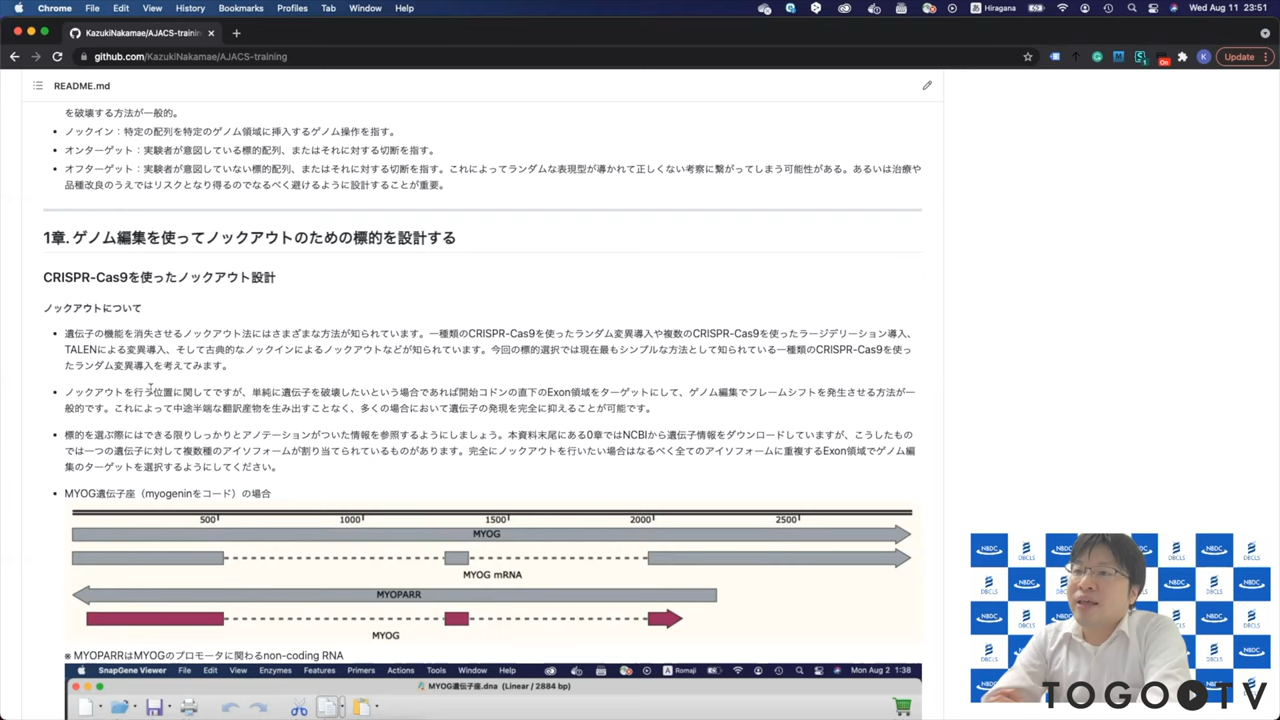 Chrome File Edit View History Bookmarks Profiles Tab Window Help
Hiragana Wed Aug 11 23:51
KazukiNakamae/AJACS-trainin
github.com/KazukiNakamae/AJACS-training
On
K
Update
README.md
を破壊する方法が一般的。
ノックイン：特定の配列を特定のゲノム領域に挿入するゲノム操作を指す。
オンターゲット：実験者が意図している標的配列、またはそれに対する切断を指す。
オフターゲット：実験者が意図していない標的配列、またはそれに対する切断を指す。これによってランダムな表現型が導かれて正しくない考察に繋がってしまう可能性がある。あるいは治療や
品種改良のうえではリスクとなり得るのでなるべく避けるように設計することが重要。
1章. ゲノム編集を使ってノックアウトのための標的を設計する
CRISPR-Cas9を使ったノックアウト設計
ノックアウトについて
遺伝子の機能を消失させるノックアウト法にはさまざまな方法が知られています。一種類のCRISPR-Cas9を使ったランダム変異導入や複数のCRISPR-Cas9を使ったラージデリーション導入、
TALENによる変異導入、そして古典的なノックインによるノックアウトなどが知られています。今回の標的選択では現在最もシンプルな方法として知られている一種類のCRISPR-Cas9を使っ
たランダム変異導入を考えてみます。
ノックアウトを行う位置に関してですが、単純に遺伝子を破壊したいという場合であれば開始コドンの直下のExon領域をターゲットにして、ゲノム編集でフレームシフトを発生させる方法が一
般的です。これによって中途半端な翻訳産物を生み出すことなく、多くの場合において遺伝子の発現を完全に抑えることが可能です。
標的を選ぶ際にはできる限りしっかりとアノテーションがついた情報を参照するようにしましょう。本資料末尾にある0章ではNCBIから遺伝子情報をダウンロードしていますが、こうしたもの
では一つの遺伝子に対して複数種のアイソフォームが割り当てられているものがあります。完全にノックアウトを行いたい場合はなるべく全てのアイソフォームに重複するExon領域でゲノム編
集のターゲットを選択するようにしてください。
MYOG遺伝子座（myogeninをコード）の場合
500 1000 1500 2000 2500
MYOG
MYOG mRNA
MYOPARR
MYOG
※ MYOPARRはMYOGのプロモータに関わるnon-coding RNA
SnapGene Viewer File Edit View Enzymes Features Primers Actions Tools Window Help
A Romaji Mon Aug 2 1:38
MYOG遺伝子座.dna (Linear / 2884 bp)
NBDC DBCLS
TOGO TV